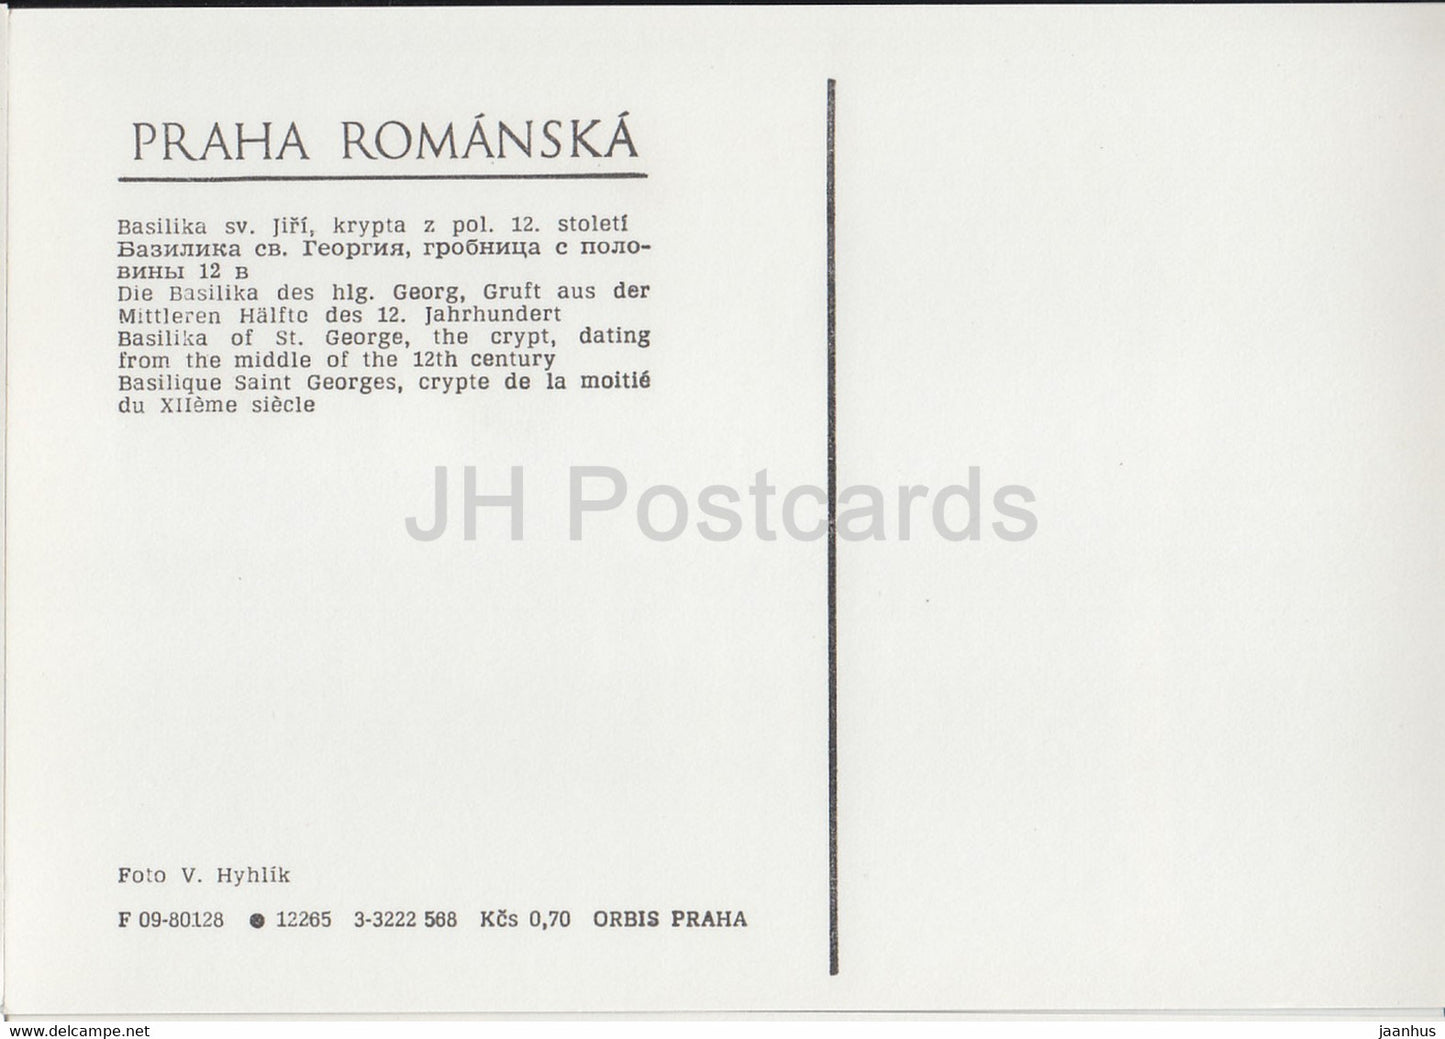 PRAHA ROMÁNSKÁ
Basilika sv. Jiří, krypta z pol. 12. století
Базилика св. Георгия, гробница с поло-
вины 12 в
Die Basilika des hlg. Georg, Gruft aus der
Mittleren Hälfte des 12. Jahrhundert
Basilika of St. George, the crypt, dating
from the middle of the 12th century
Basilique Saint Georges, crypte de la moitié
du XIIème siècle
JH Postcards
Foto V. Hyhlík
F 09-80128 ● 12265 3-3222 568 Kčs 0,70 ORBIS PRAHA
www.delcampe.net
jaanhus